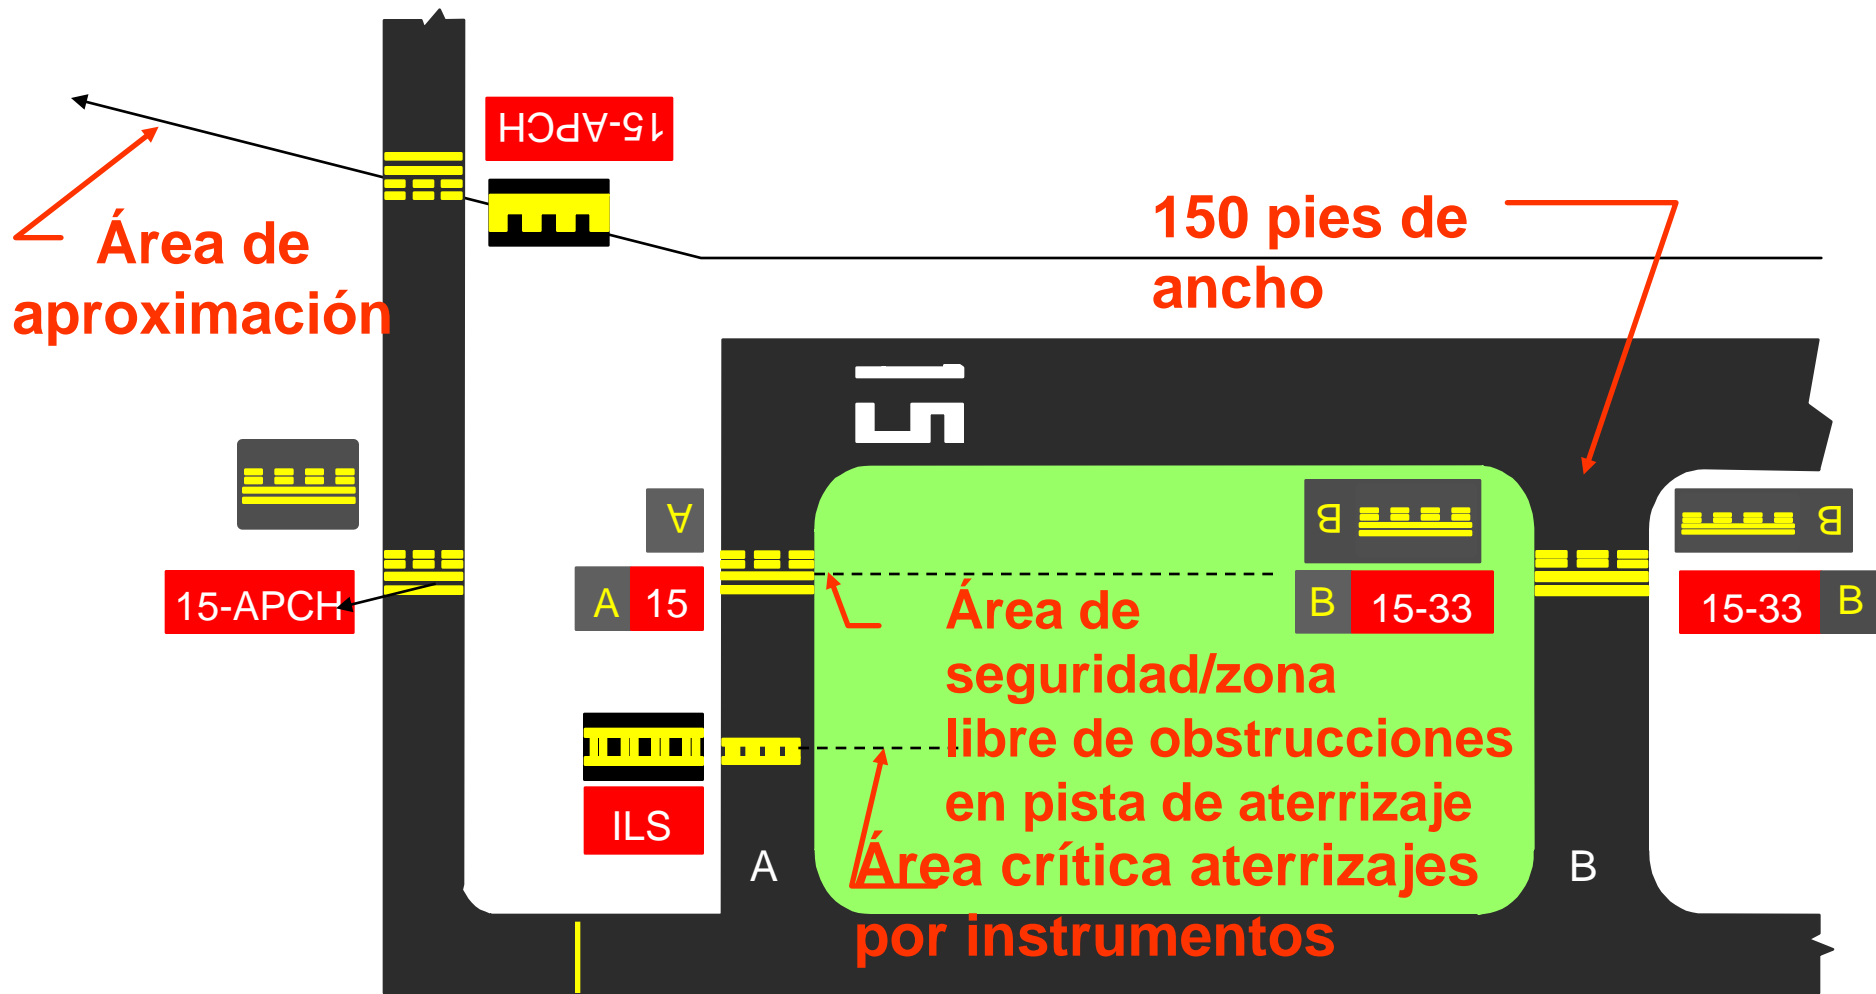 15-APCH
150 pies de
ancho
Área de
aproximación
15
A
B
B
15-APCH
A 15
B 15-33
15-33 B
Área de
seguridad/zona
libre de obstrucciones
en pista de aterrizaje
ILS
A
B
Área crítica aterrizajes
por instrumentos